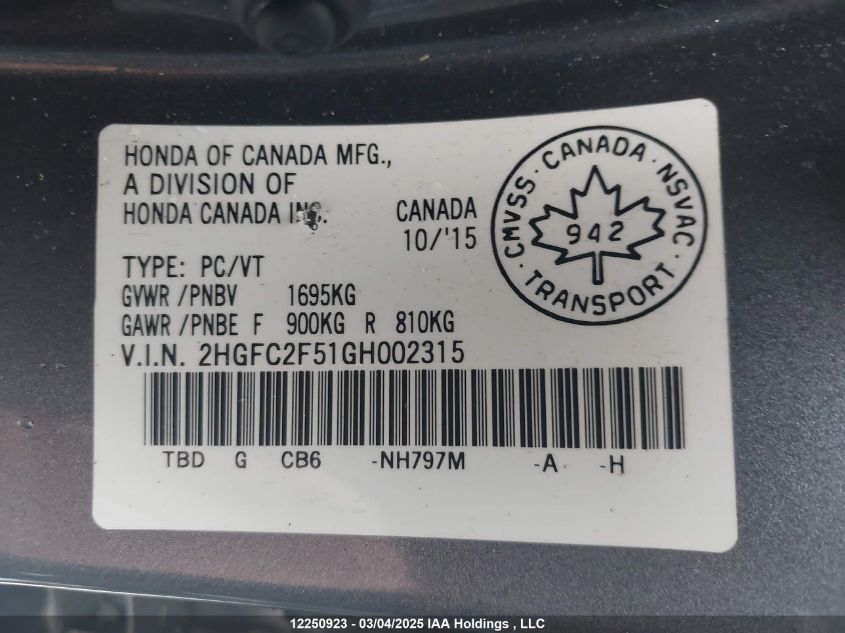 HONDA OF CANADA MFG.,
A DIVISION OF
HONDA CANADA INC.
CANADA
10/'15
TYPE: PC/VT
GVWR /PNBV 1695KG
GAWR /PNBE F 900KG R 810KG
V.I.N. 2HGFC2F51GH002315
TBD G CB6 -NH797M -A -H
CMVSS · CANADA · NSVAC · TRANSPORT ·
942
12250923 - 03/04/2025 IAA Holdings , LLC